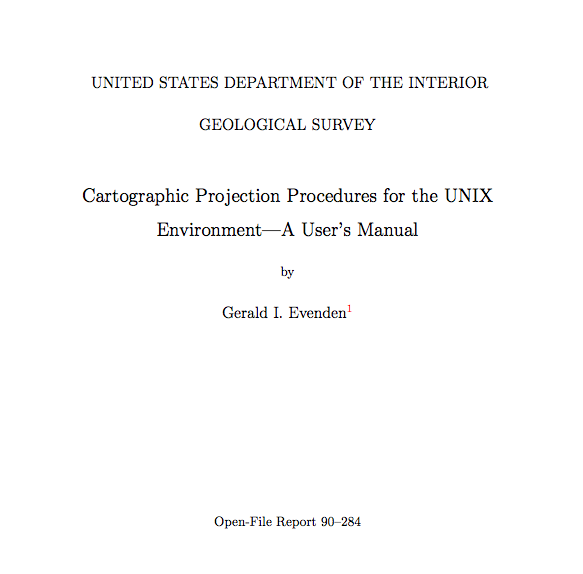 UNITED STATES DEPARTMENT OF THE INTERIOR
GEOLOGICAL SURVEY
Cartographic Projection Procedures for the UNIX
Environment—A User's Manual
by
Gerald I. Evenden¹
Open-File Report 90–284